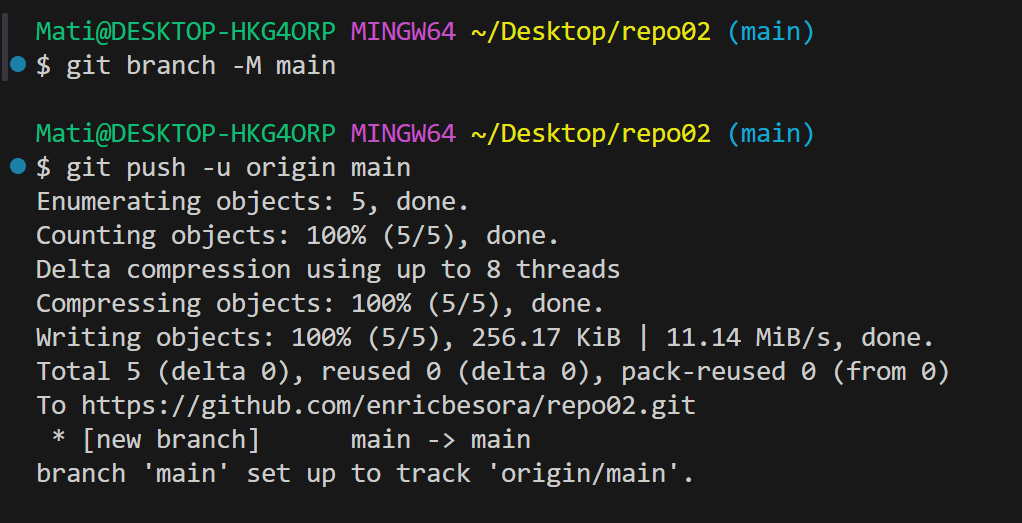 Mati@DESKTOP-HKG4ORP MINGW64 ~/Desktop/repo02 (main)
$ git branch -M main
Mati@DESKTOP-HKG4ORP MINGW64 ~/Desktop/repo02 (main)
$ git push -u origin main
Enumerating objects: 5, done.
Counting objects: 100% (5/5), done.
Delta compression using up to 8 threads
Compressing objects: 100% (5/5), done.
Writing objects: 100% (5/5), 256.17 KiB | 11.14 MiB/s, done.
Total 5 (delta 0), reused 0 (delta 0), pack-reused 0 (from 0)
To https://github.com/enricbesora/repo02.git
 * [new branch]      main -> main
branch 'main' set up to track 'origin/main'.